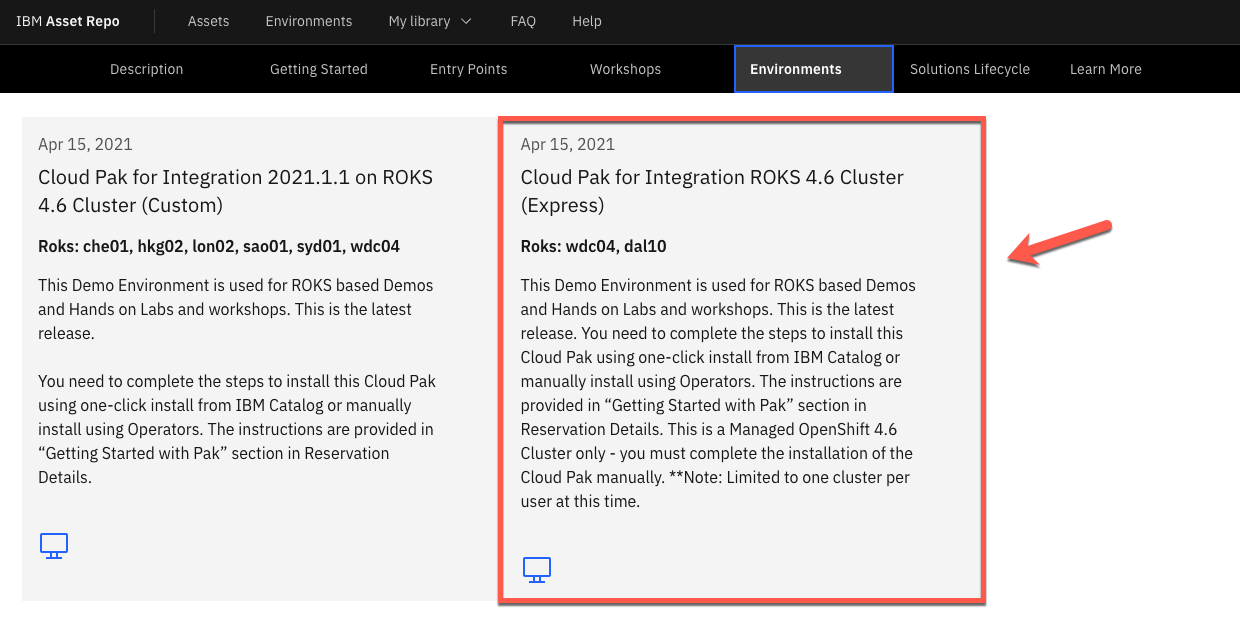 IBM Asset Repo Assets Environments My library FAQ Help
Description Getting Started Entry Points Workshops Environments Solutions Lifecycle Learn More
Apr 15, 2021
Cloud Pak for Integration 2021.1.1 on ROKS
4.6 Cluster (Custom)
Roks: che01, hkg02, lon02, sao01, syd01, wdc04
This Demo Environment is used for ROKS based Demos
and Hands on Labs and workshops. This is the latest
release.
You need to complete the steps to install this Cloud Pak
using one-click install from IBM Catalog or manually
install using Operators. The instructions are provided in
“Getting Started with Pak” section in Reservation
Details.
Apr 15, 2021
Cloud Pak for Integration ROKS 4.6 Cluster
(Express)
Roks: wdc04, dal10
This Demo Environment is used for ROKS based Demos
and Hands on Labs and workshops. This is the latest
release. You need to complete the steps to install this
Cloud Pak using one-click install from IBM Catalog or
manually install using Operators. The instructions are
provided in “Getting Started with Pak” section in
Reservation Details. This is a Managed OpenShift 4.6
Cluster only - you must complete the installation of the
Cloud Pak manually. **Note: Limited to one cluster per
user at this time.